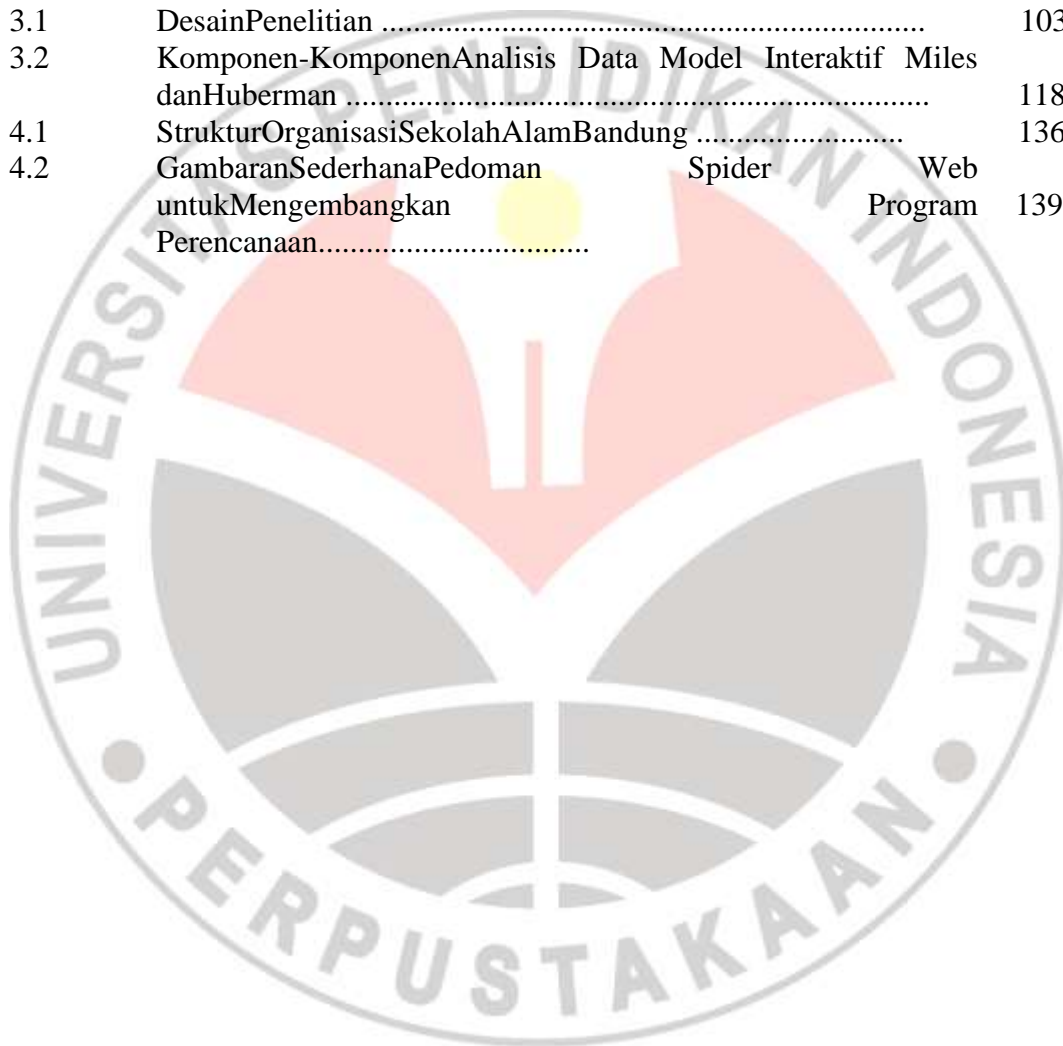 3.1 DesainPenelitian .................................................................... 103
3.2 Komponen-KomponenAnalisis Data Model Interaktif Miles
danHuberman ......................................................................... 118
4.1 StrukturOrganisasiSekolahAlamBandung .......................... 136
4.2 GambaranSederhanaPedoman Spider Web
untukMengembangkan Program 139
Perencanaan..................................
UNIVERSITAS PENDIDIKAN INDONESIA
PERPUSTAKAAN